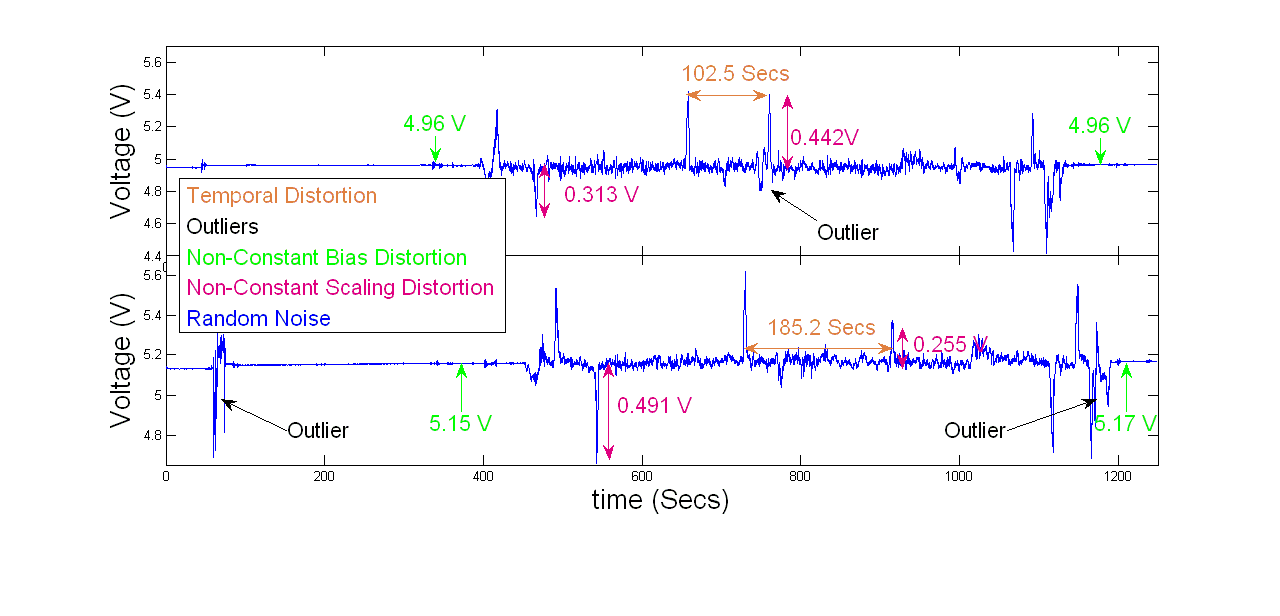 5.6
102.5 Secs
5.4
5.2
4.96 V
4.96 V
0.442V
Voltage (V)
5
4.8
Temporal Distortion
0.313 V
4.6
Outliers
Outlier
4.4
Non-Constant Bias Distortion
0
5.6
Non-Constant Scaling Distortion
5.4
Random Noise
185.2 Secs
0.255 V
Voltage (V)
5.2
5
0.491 V
5.15 V
5.17 V
4.8
Outlier
Outlier
0 200 400 600 800 1000 1200
time (Secs)